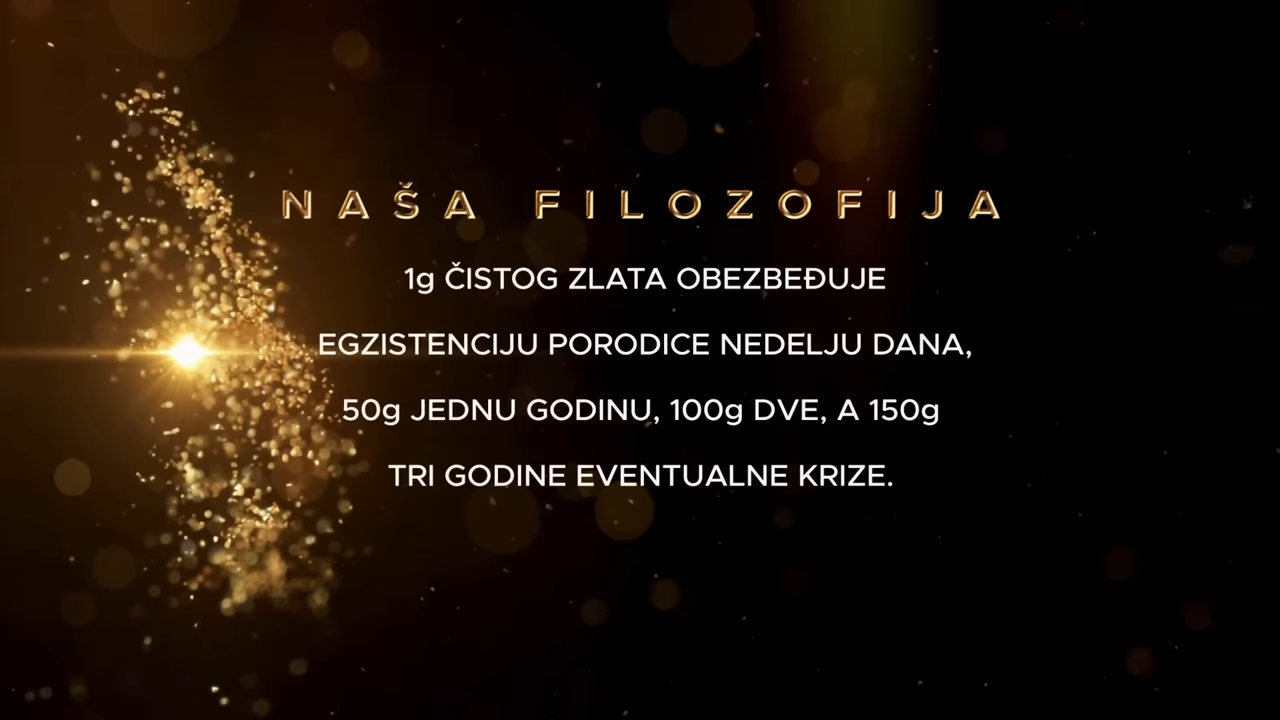 NAŠA FILOZOFIJA
1g ČISTOG ZLATA OBEZBEĐUJE
EGZISTENCIJU PORODICE NEDELJU DANA,
50g JEDNU GODINU, 100g DVE, A 150g
TRI GODINE EVENTUALNE KRIZE.